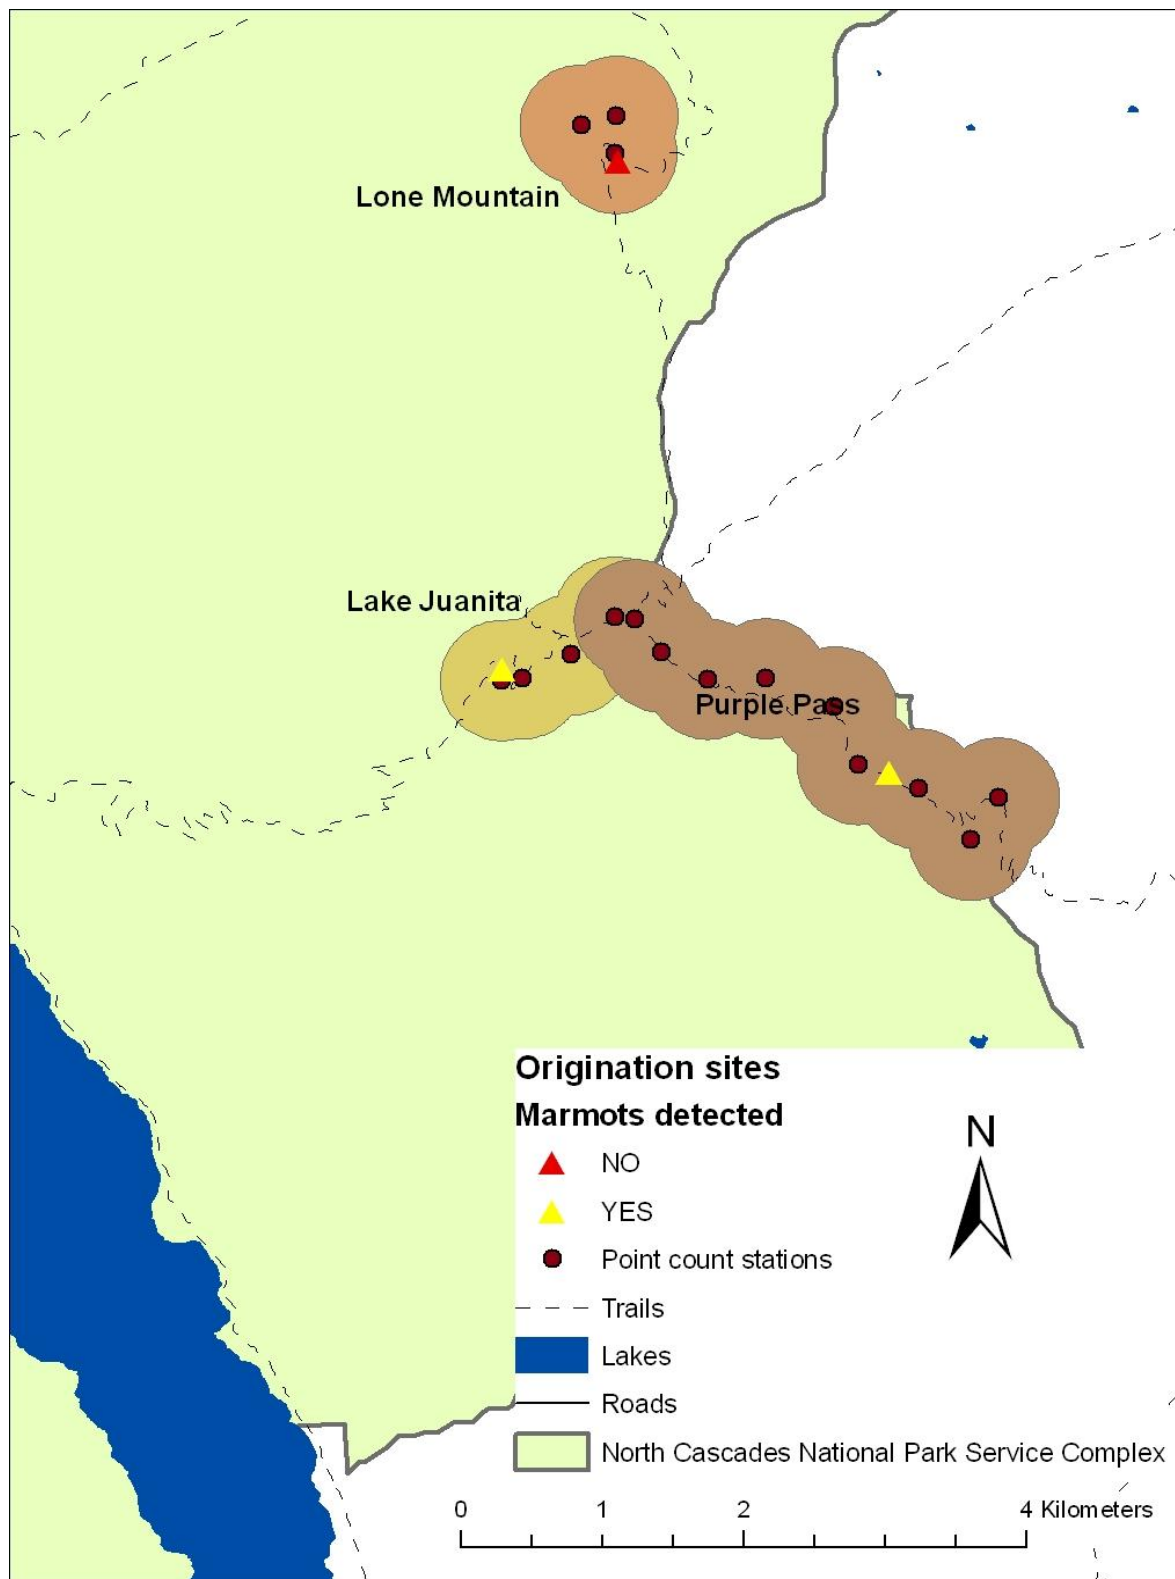 Lone Mountain
Lake Juanita
Purple Pass
Origination sites
Marmots detected
NO
YES
Point count stations
Trails
Lakes
Roads
North Cascades National Park Service Complex
N
0 1 2 4 Kilometers